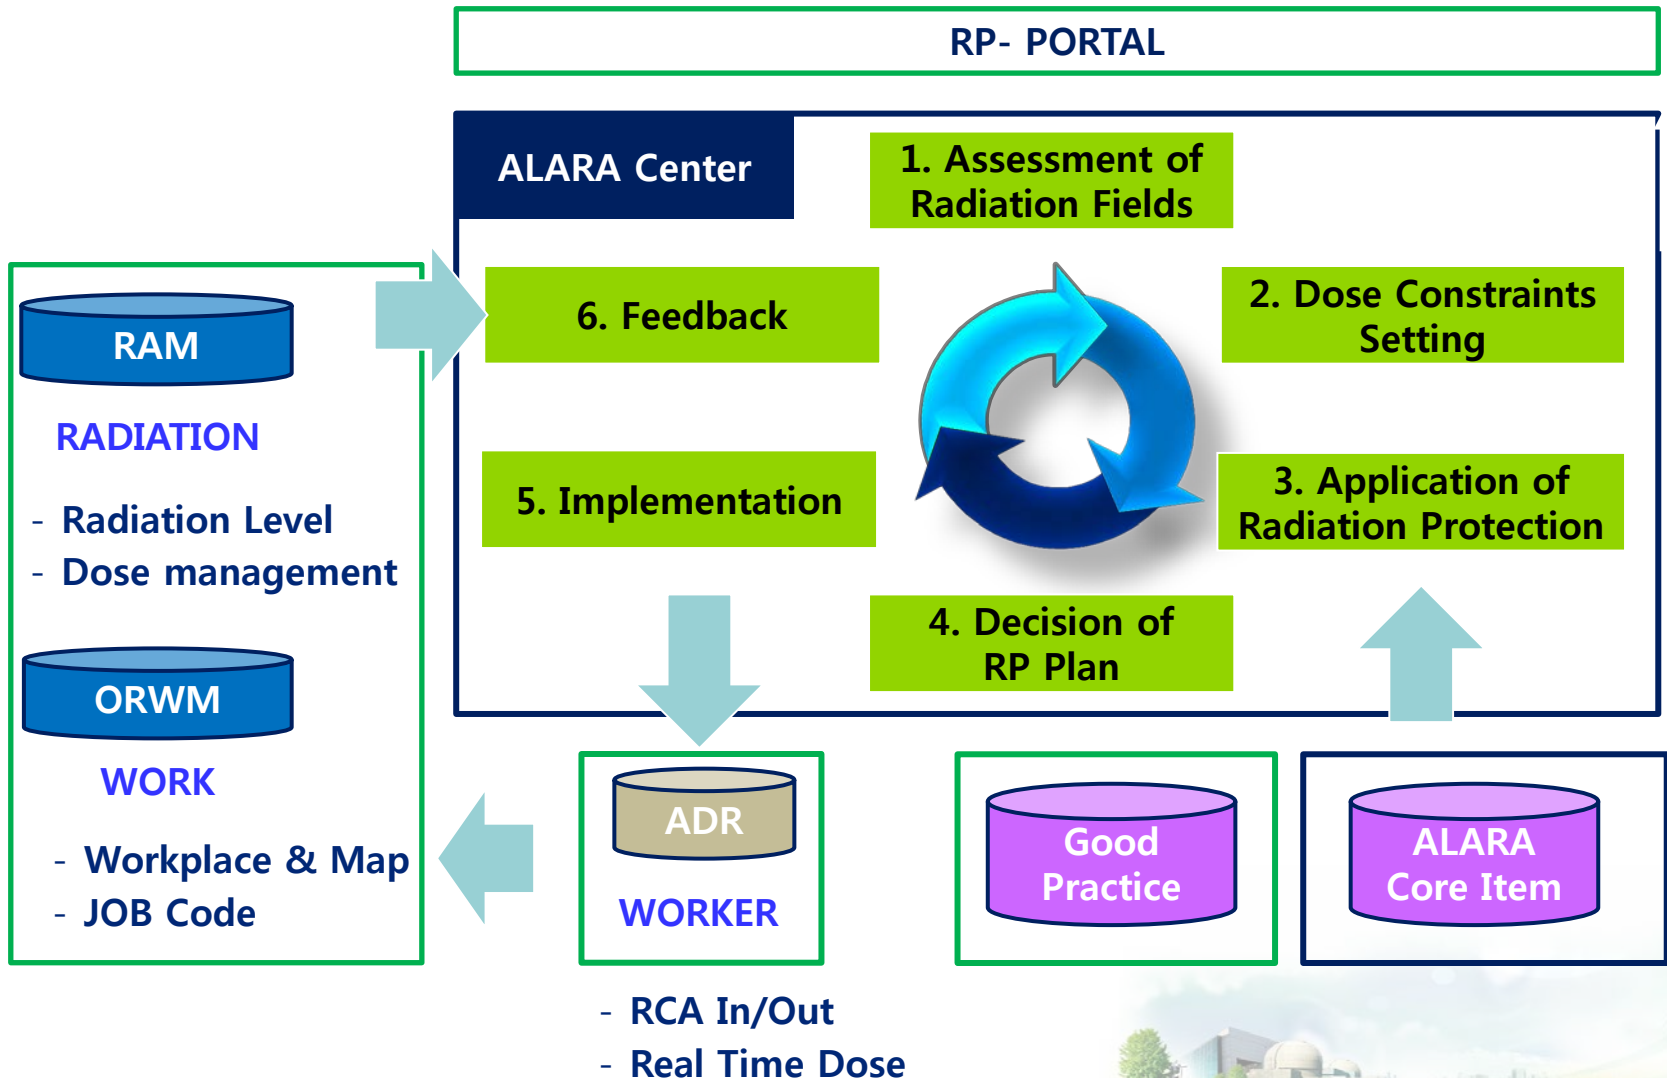 RP- PORTAL
ALARA Center
1. Assessment of
Radiation Fields
6. Feedback
2. Dose Constraints
Setting
5. Implementation
3. Application of
Radiation Protection
4. Decision of
RP Plan
RAM
RADIATION
- Radiation Level
- Dose management
ORWM
WORK
- Workplace & Map
- JOB Code
ADR
WORKER
- RCA In/Out
- Real Time Dose
Good
Practice
ALARA
Core Item